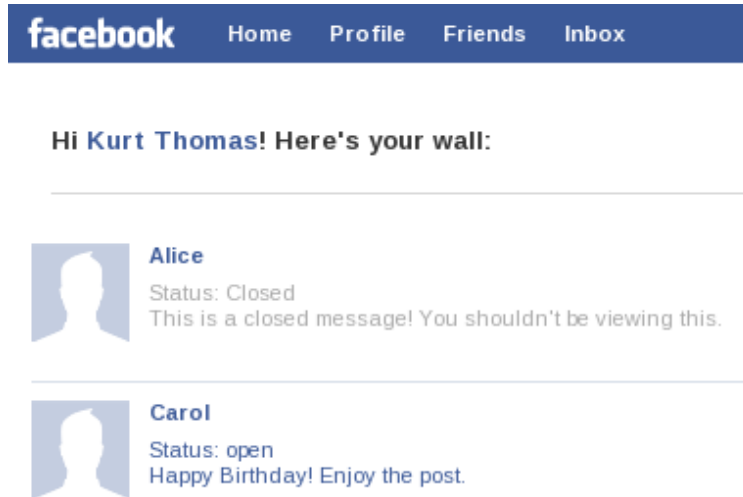 facebook Home Profile Friends Inbox
Hi Kurt Thomas! Here's your wall:
Alice
Status: Closed
This is a closed message! You shouldn't be viewing this.
Carol
Status: open
Happy Birthday! Enjoy the post.